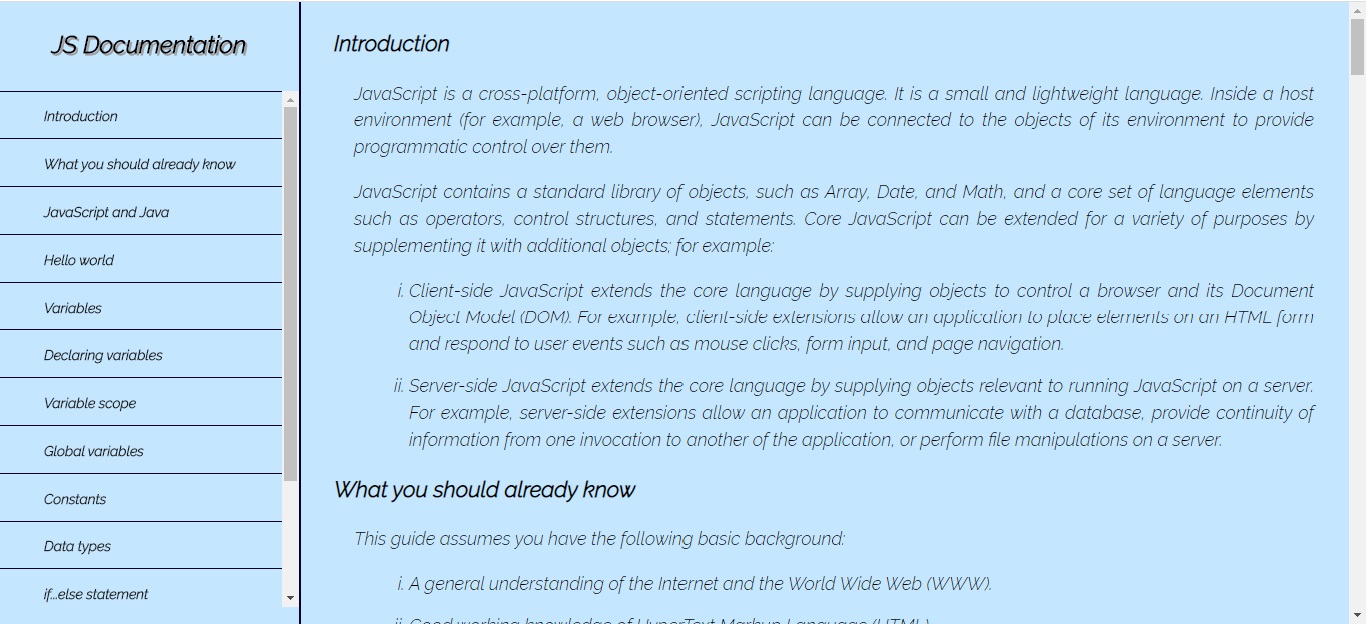 JS Documentation
Introduction
What you should already know
JavaScript and Java
Hello world
Variables
Declaring variables
Variable scope
Global variables
Constants
Data types
if...else statement
Introduction
JavaScript is a cross-platform, object-oriented scripting language. It is a small and lightweight language. Inside a host
environment (for example, a web browser), JavaScript can be connected to the objects of its environment to provide
programmatic control over them.
JavaScript contains a standard library of objects, such as Array, Date, and Math, and a core set of language elements
such as operators, control structures, and statements. Core JavaScript can be extended for a variety of purposes by
supplementing it with additional objects; for example:
i. Client-side JavaScript extends the core language by supplying objects to control a browser and its Document
Object Model (DOM). For example, client-side extensions allow an application to place elements on an HTML form
and respond to user events such as mouse clicks, form input, and page navigation.
ii. Server-side JavaScript extends the core language by supplying objects relevant to running JavaScript on a server.
For example, server-side extensions allow an application to communicate with a database, provide continuity of
information from one invocation to another of the application, or perform file manipulations on a server.
What you should already know
This guide assumes you have the following basic background:
i. A general understanding of the Internet and the World Wide Web (WWW).
ii. Good working knowledge of HyperText Markup Language (HTML).